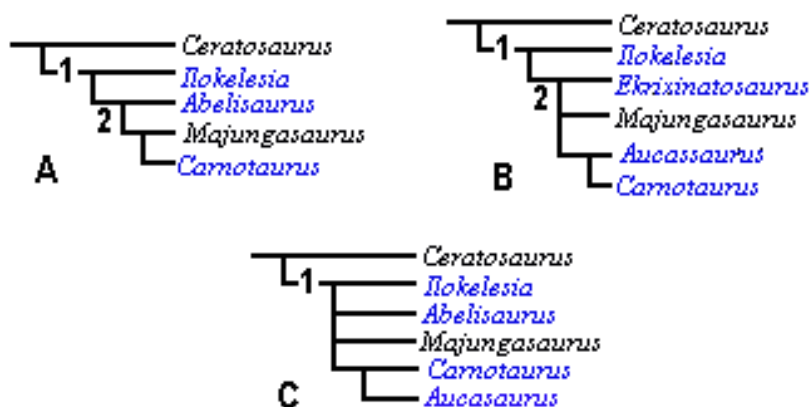 Ceratosaurus
1
Ilokelesia
Abelisaurus
2
Majungasaurus
Carnotaurus
A
Ceratosaurus
1
Ilokelesia
Ekrixinatosaurus
2
Majungasaurus
Aucassaurus
B
Carnotaurus
Ceratosaurus
1
Ilokelesia
Abelisaurus
Majungasaurus
Carnotaurus
C
Aucasaurus